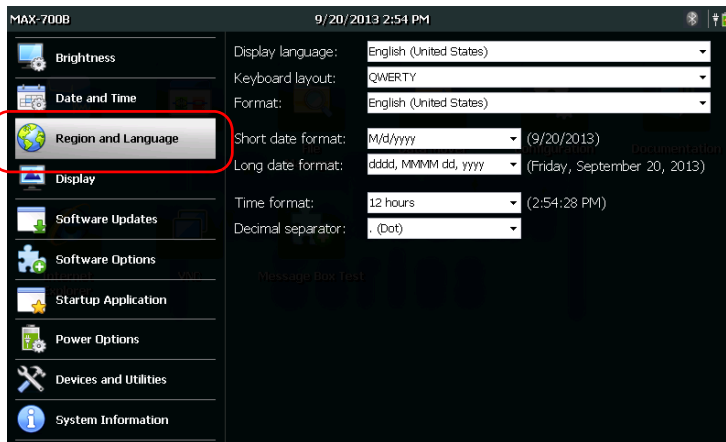 MAX-700B 9/20/2013 2:54 PM
Brightness
Date and Time
Region and Language
Display
Software Updates
Software Options
Startup Application
Power Options
Devices and Utilities
System Information
Display language: English (United States)
Keyboard layout: QWERTY
Format: English (United States)
Short date format: M/d/yyyy (9/20/2013)
Long date format: dddd, MMMM dd, yyyy (Friday, September 20, 2013)
Time format: 12 hours (2:54:28 PM)
Decimal separator: . (Dot)
Documentation
Internet VNC Message Box Test
Explorer